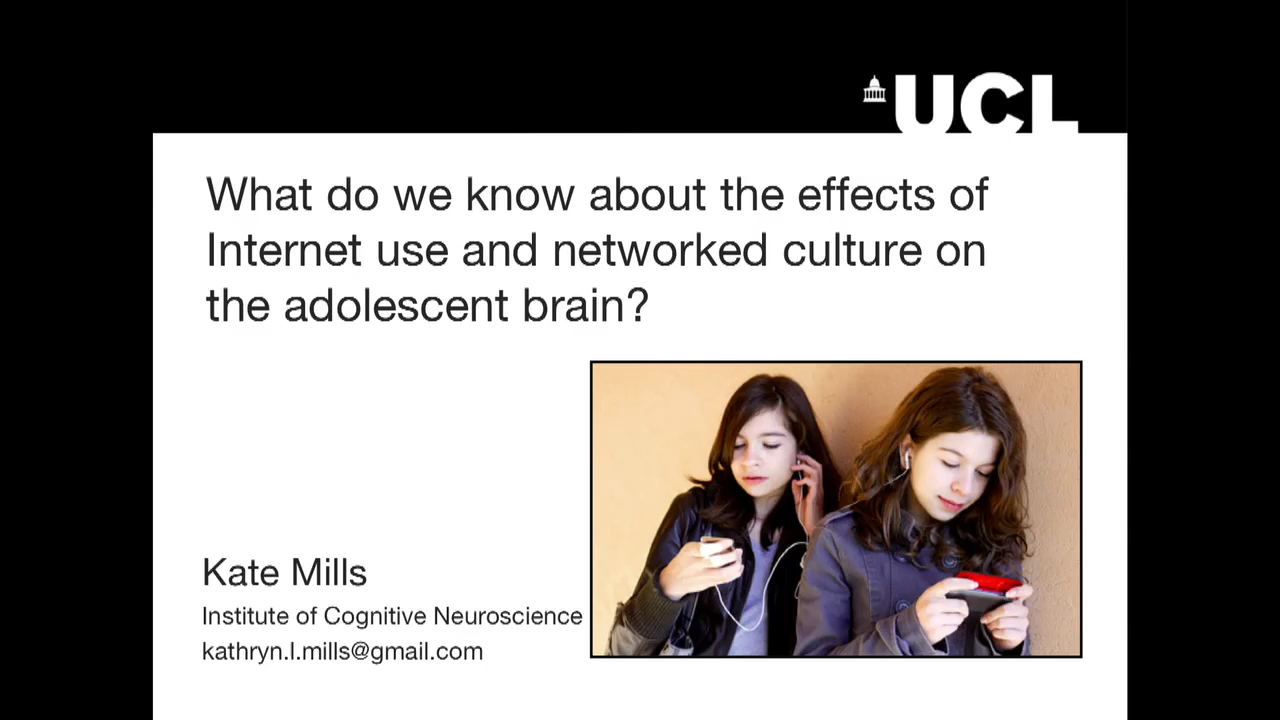 UCL
What do we know about the effects of
Internet use and networked culture on
the adolescent brain?
Kate Mills
Institute of Cognitive Neuroscience
kathryn.l.mills@gmail.com